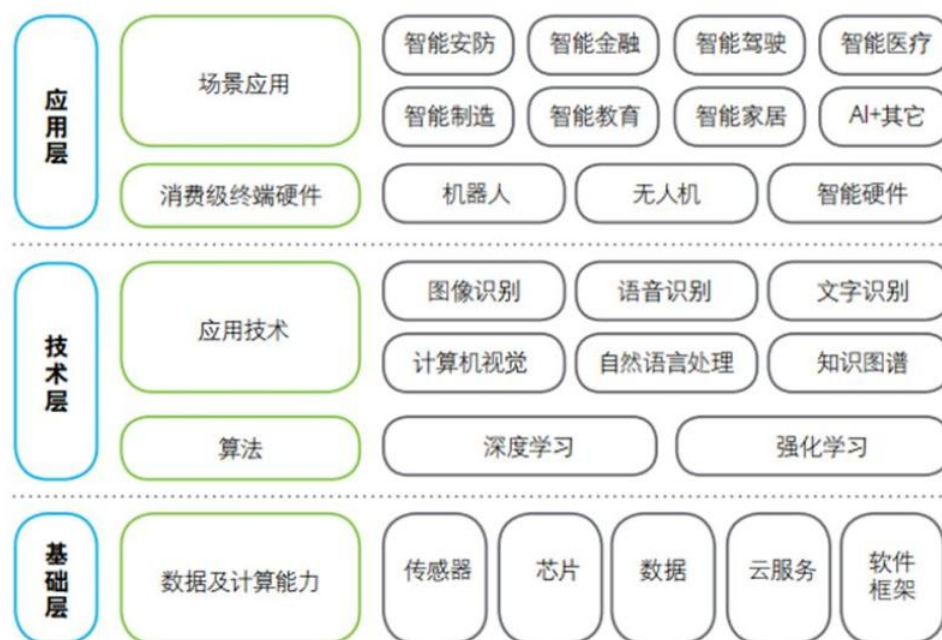 应用层
场景应用
智能安防
智能金融
智能驾驶
智能医疗
智能制造
智能教育
智能家居
AI+其它
消费级终端硬件
机器人
无人机
智能硬件
技术层
应用技术
图像识别
语音识别
文字识别
计算机视觉
自然语言处理
知识图谱
算法
深度学习
强化学习
基础层
数据及计算能力
传感器
芯片
数据
云服务
软件
框架